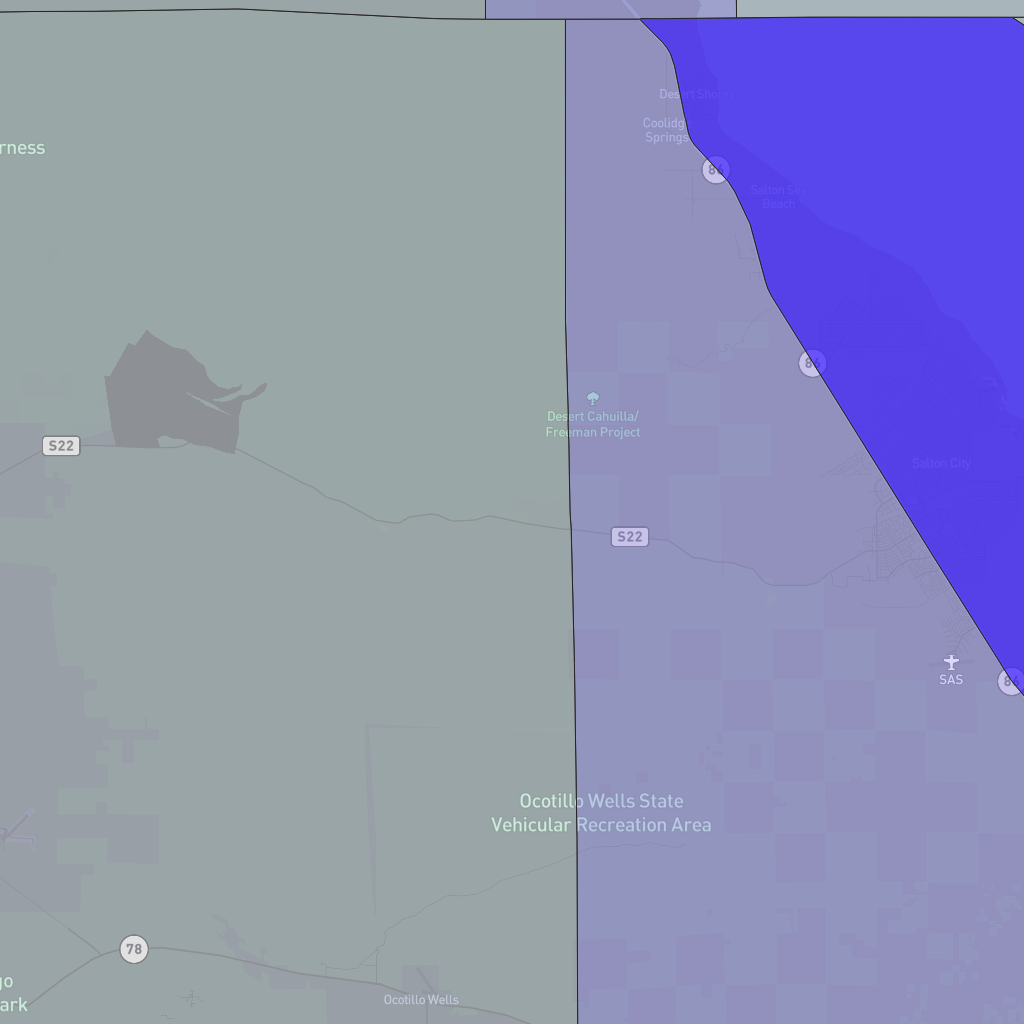 Desert Shores
Coolidge
Springs
rness
86
Salton Sea
Beach
86
Desert Cahuilla/
Freeman Project
S22
Salton City
S22
SAS
86
Ocotillo Wells State
Vehicular Recreation Area
78
go
ark
Ocotillo Wells